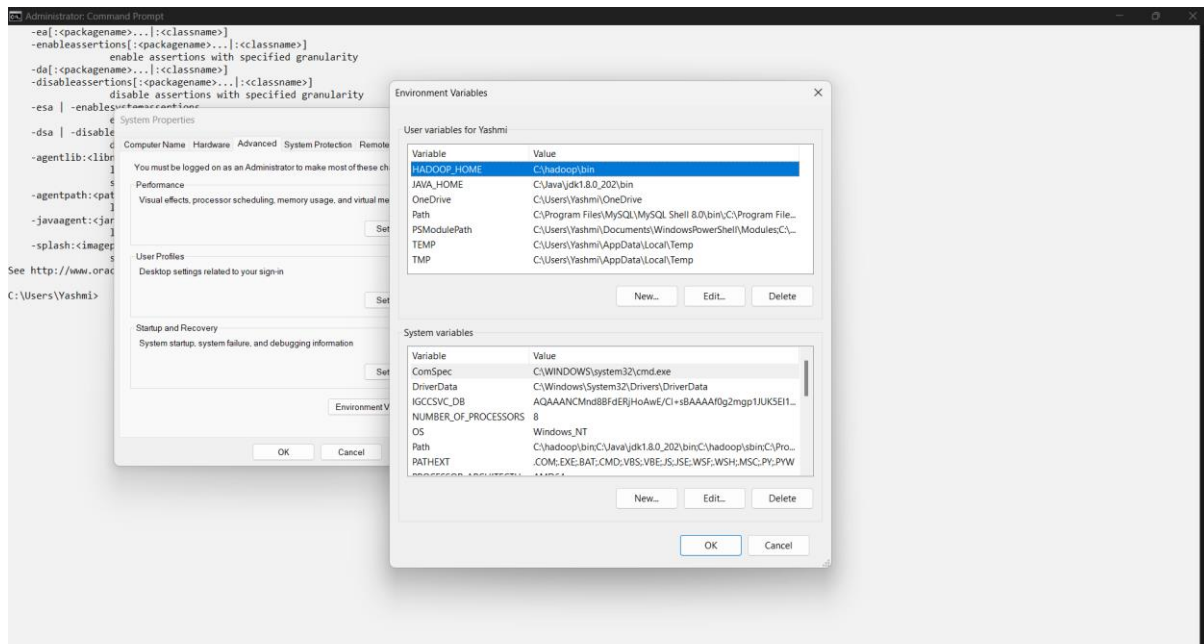 Administrator: Command Prompt
-ea[:<packagename>...|:<classname>]
-enableassertions[:<packagename>...|:<classname>]
enable assertions with specified granularity
-da[:<packagename>...|:<classname>]
-disableassertions[:<packagename>...|:<classname>]
disable assertions with specified granularity
-esa | -enablesystemassertions
-dsa | -disable
-agentlib:<libn
-agentpath:<pat
-javaagent:<jar
-splash:<imagep
See http://www.orac
C:\Users\Yashmi>
System Properties
Computer Name Hardware Advanced System Protection Remote
You must be logged on as an Administrator to make most of these ch
Performance
Visual effects, processor scheduling, memory usage, and virtual me
Set
User Profiles
Desktop settings related to your sign-in
Set
Startup and Recovery
System startup, system failure, and debugging information
Set
Environment V
OK Cancel
Environment Variables
User variables for Yashmi
Variable Value
HADOOP_HOME C:\hadoop\bin
JAVA_HOME C:\Java\jdk1.8.0_202\bin
OneDrive C:\Users\Yashmi\OneDrive
Path C:\Program Files\MySQL\MySQL Shell 8.0\bin\;C:\Program File...
PSModulePath C:\Users\Yashmi\Documents\WindowsPowerShell\Modules;C:\...
TEMP C:\Users\Yashmi\AppData\Local\Temp
TMP C:\Users\Yashmi\AppData\Local\Temp
New... Edit... Delete
System variables
Variable Value
ComSpec C:\WINDOWS\system32\cmd.exe
DriverData C:\Windows\System32\Drivers\DriverData
IGCCSVC_DB
NUMBER_OF_PROCESSORS 8
OS Windows_NT
Path C:\hadoop\bin;C:\Java\jdk1.8.0_202\bin;C:\hadoop\sbin;C:\Pro...
PATHEXT .COM;.EXE;.BAT;.CMD;.VBS;.VBE;.JS;.JSE;.WSF;.WSH;.MSC;.PY;.PYW
New... Edit... Delete
OK Cancel